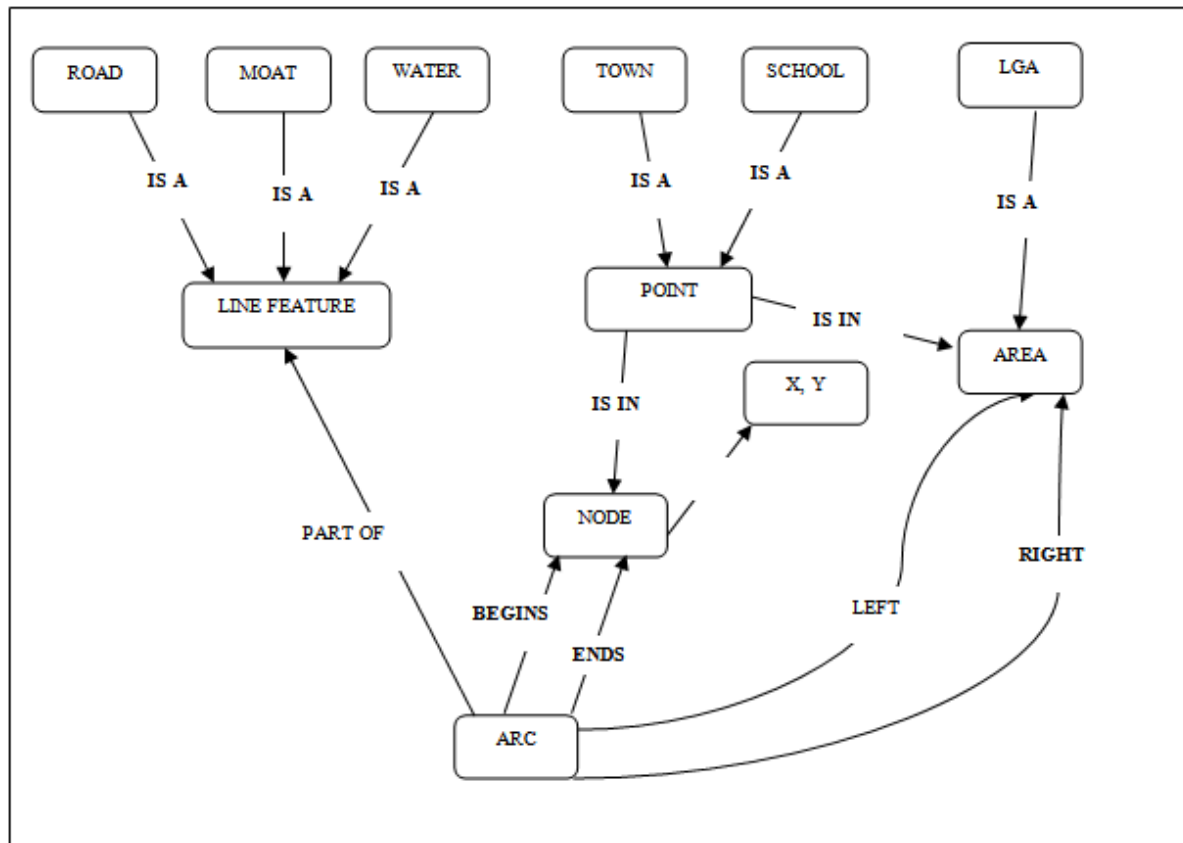 ROAD
MOAT
WATER
TOWN
SCHOOL
LGA
IS A
IS A
IS A
IS A
IS A
IS A
LINE FEATURE
POINT
IS IN
AREA
X, Y
IS IN
NODE
PART OF
RIGHT
BEGINS
LEFT
ENDS
ARC